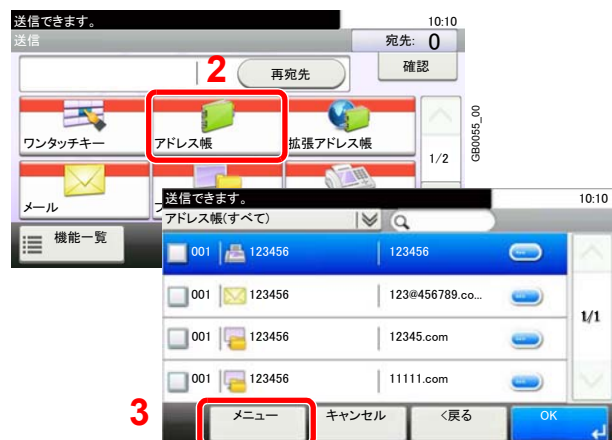 送信できます。
10:10
送信
宛先: 0
2
再宛先
確認
ワンタッチキー
アドレス帳
拡張アドレス帳
1/2
GB0055_00
メール
機能一覧
送信できます。
10:10
アドレス帳(すべて)
001 123456 123456
001 123456 123@456789.co...
1/1
001 123456 12345.com
001 123456 11111.com
3
メニュー
キャンセル
<戻る
OK